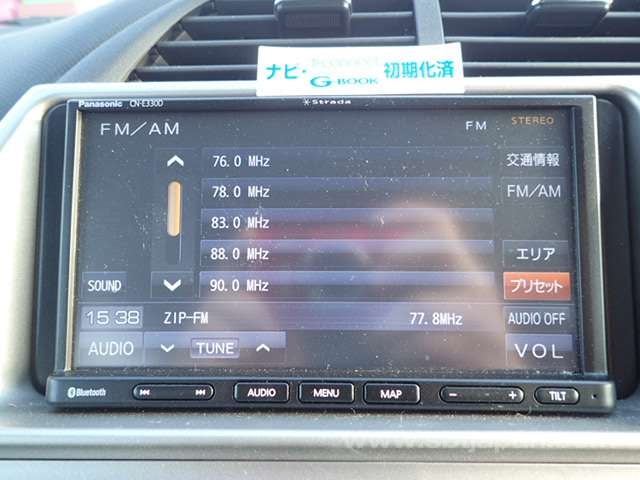 ナビ・ G-BOOK 初期化済
Panasonic CN-E3300
Strada
FM/AM FM STEREO
76.0 MHz 交通情報
78.0 MHz FM/AM
83.0 MHz
88.0 MHz エリア
SOUND 90.0 MHz プリセット
15 38 ZIP-FM 77.8MHz AUDIO OFF
AUDIO TUNE VOL
Bluetooth AUDIO MENU MAP − + TILT